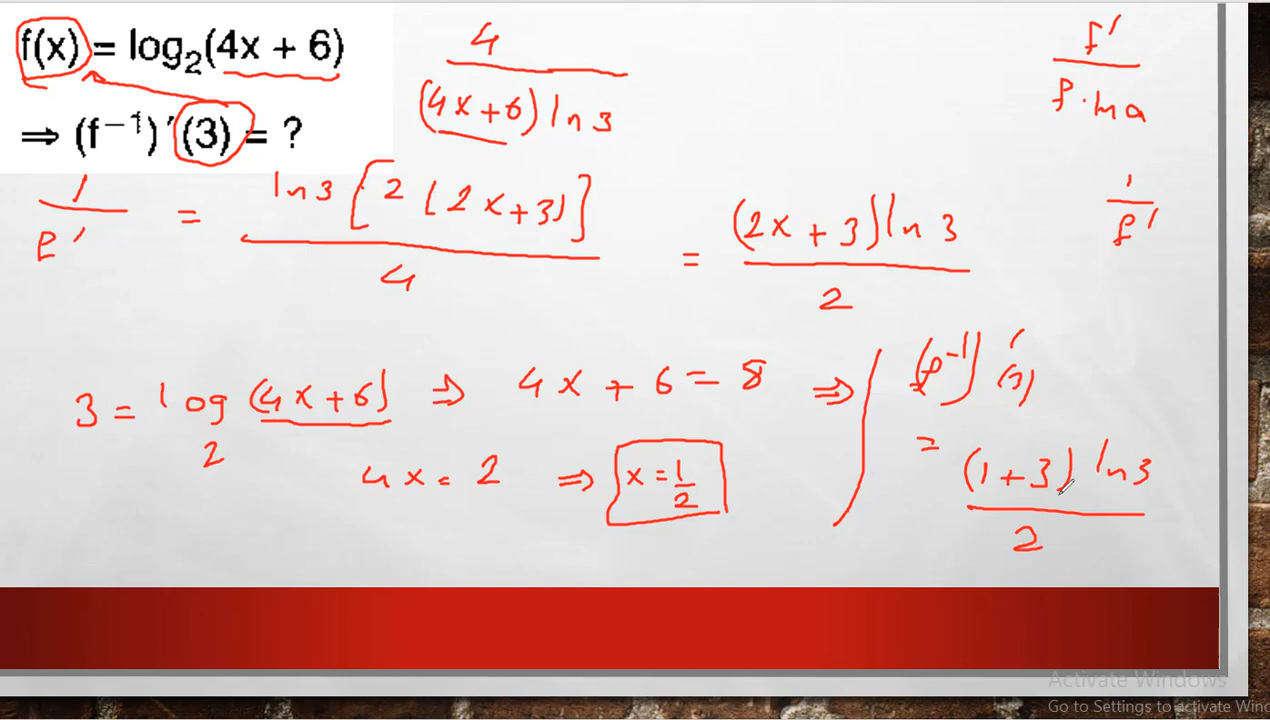 f(x) = log₂(4x + 6)
⇒ (f⁻¹)′(3) = ?
4 / (4x+6) ln 3
f′ / f · ln a
1 / f′ = ln 3 [2 (2x+3)] / 4 = (2x + 3) ln 3 / 2
1 / f′
3 = log₂ (4x+6) ⇒ 4x + 6 = 8 ⇒
4x = 2 ⇒ x = 1/2
(f⁻¹)′ (3)
= (1+3) ln 3 / 2
Activate Windows
Go to Settings to activate Wind